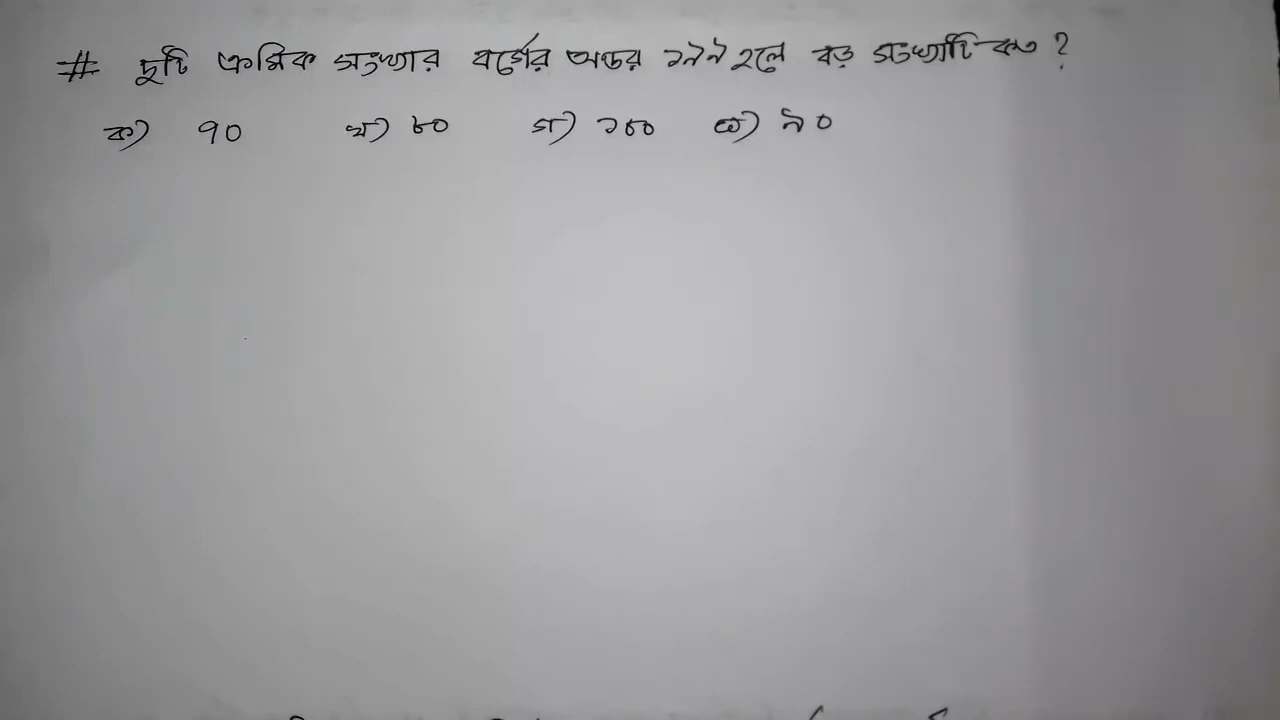 # দুটি ক্রমিক সংখ্যার বর্গের অন্তর ১৯৯ হলে বড় সংখ্যাটি কত ?
ক) ৭০ খ) ৮০ গ) ১০০ ঘ) ৯০